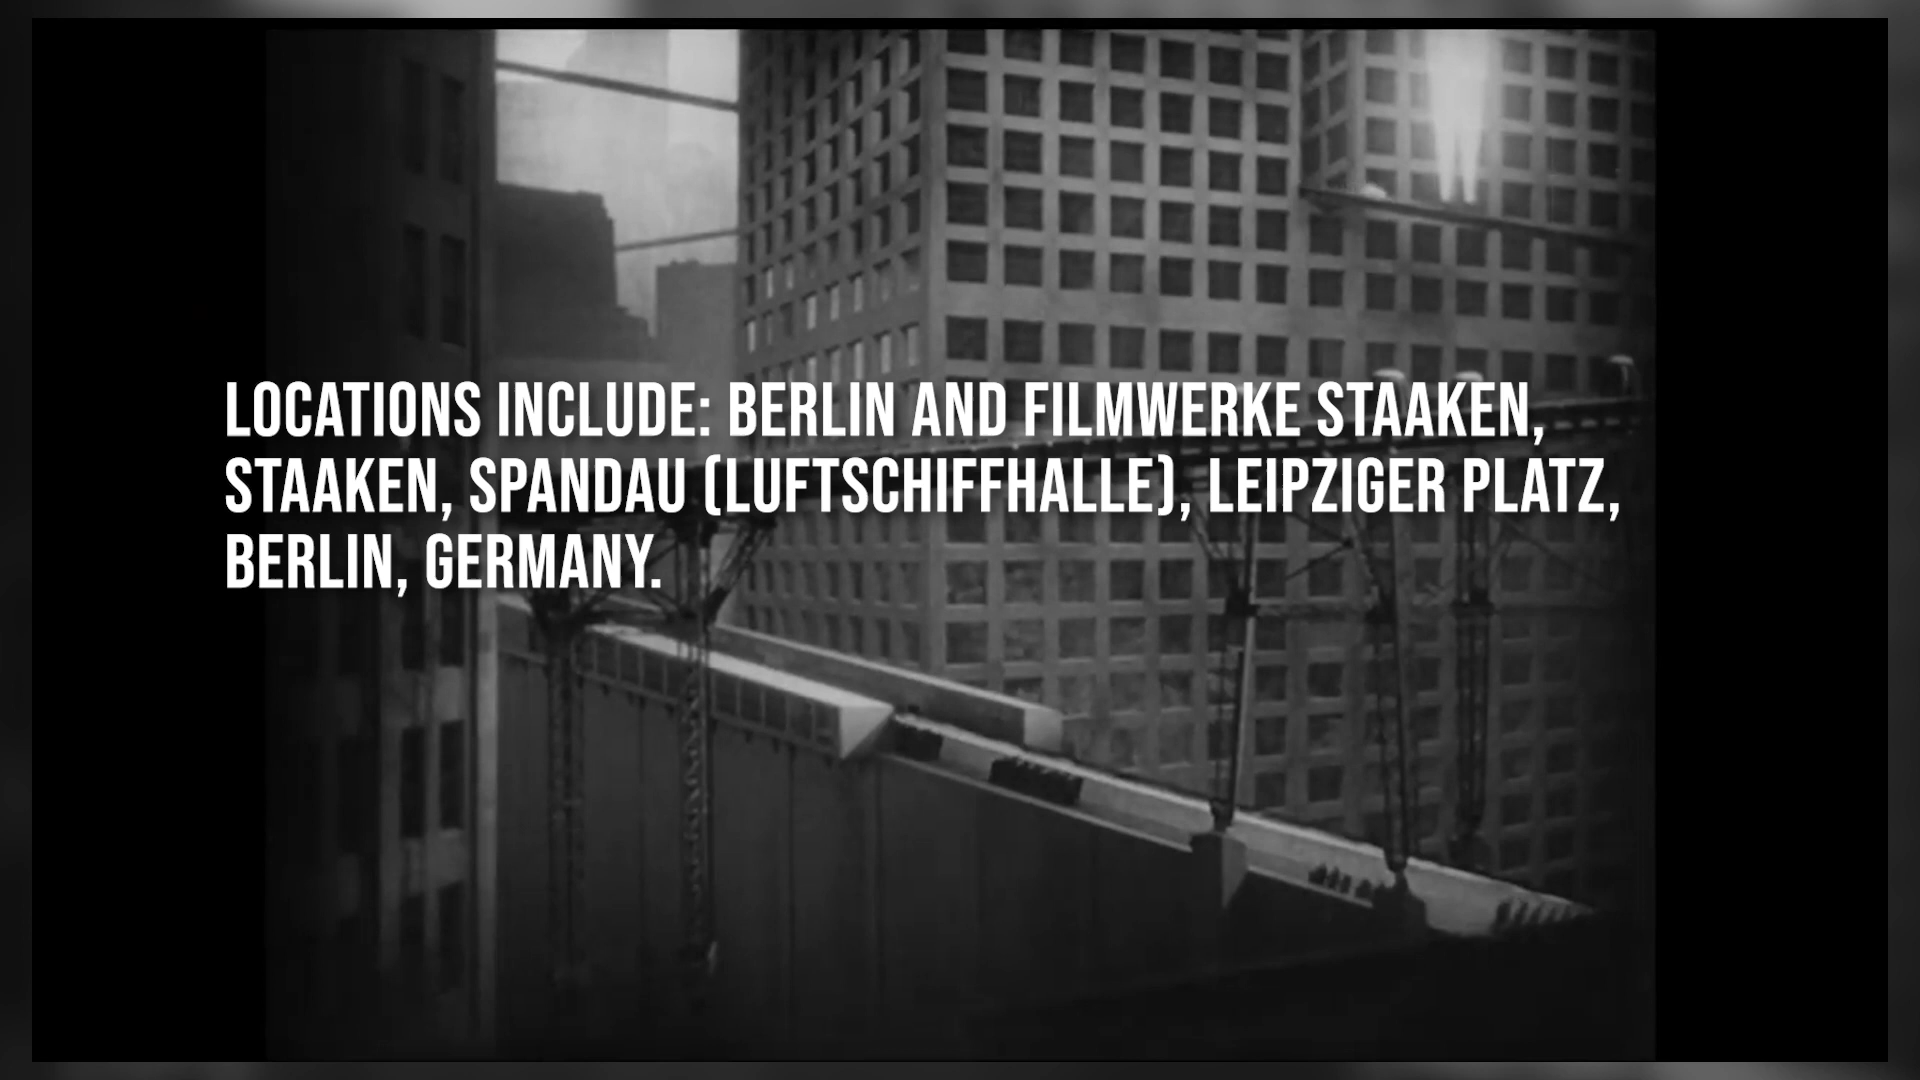 LOCATIONS INCLUDE: BERLIN AND FILMWERKE STAAKEN,
STAAKEN, SPANDAU (LUFTSCHIFFHALLE), LEIPZIGER PLATZ,
BERLIN, GERMANY.